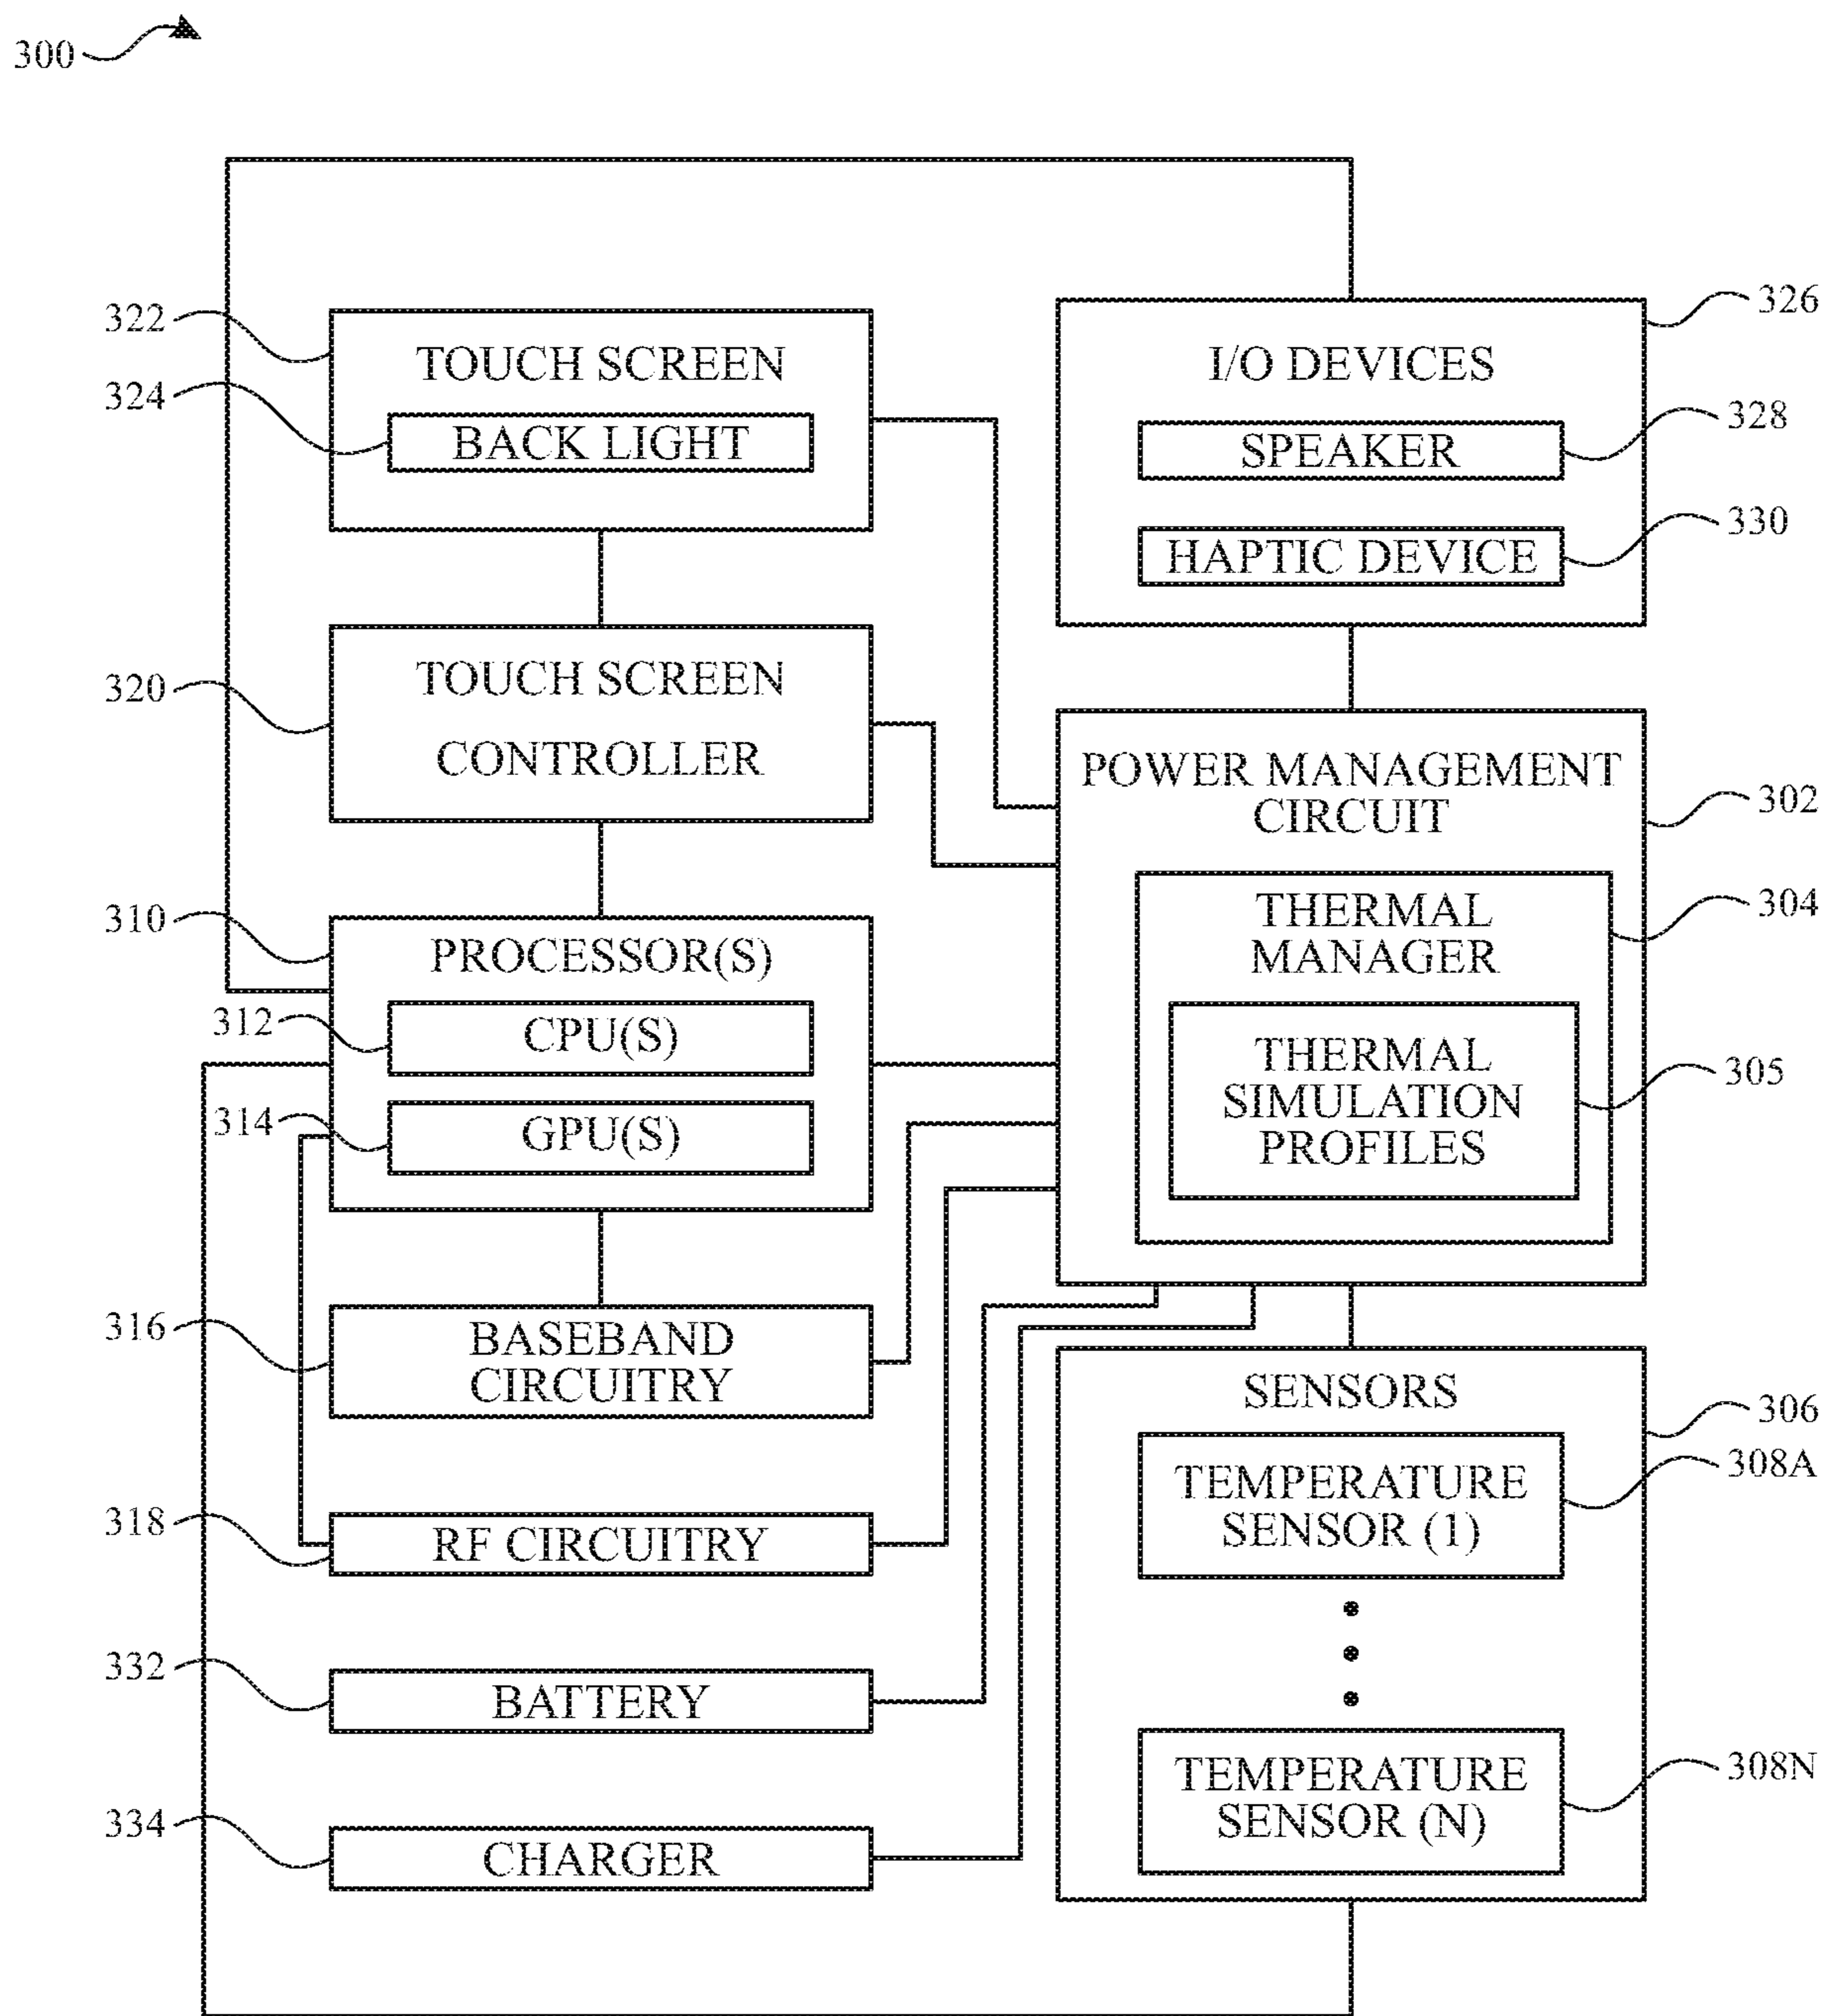 300
322
TOUCH SCREEN
324
BACK LIGHT
320
TOUCH SCREEN
CONTROLLER
310
PROCESSOR(S)
312
CPU(S)
314
GPU(S)
316
BASEBAND
CIRCUITRY
318
RF CIRCUITRY
332
BATTERY
334
CHARGER
326
I/O DEVICES
328
SPEAKER
330
HAPTIC DEVICE
POWER MANAGEMENT
CIRCUIT
302
THERMAL
MANAGER
304
THERMAL
SIMULATION
PROFILES
305
SENSORS
306
TEMPERATURE
SENSOR (1)
308A
TEMPERATURE
SENSOR (N)
308N